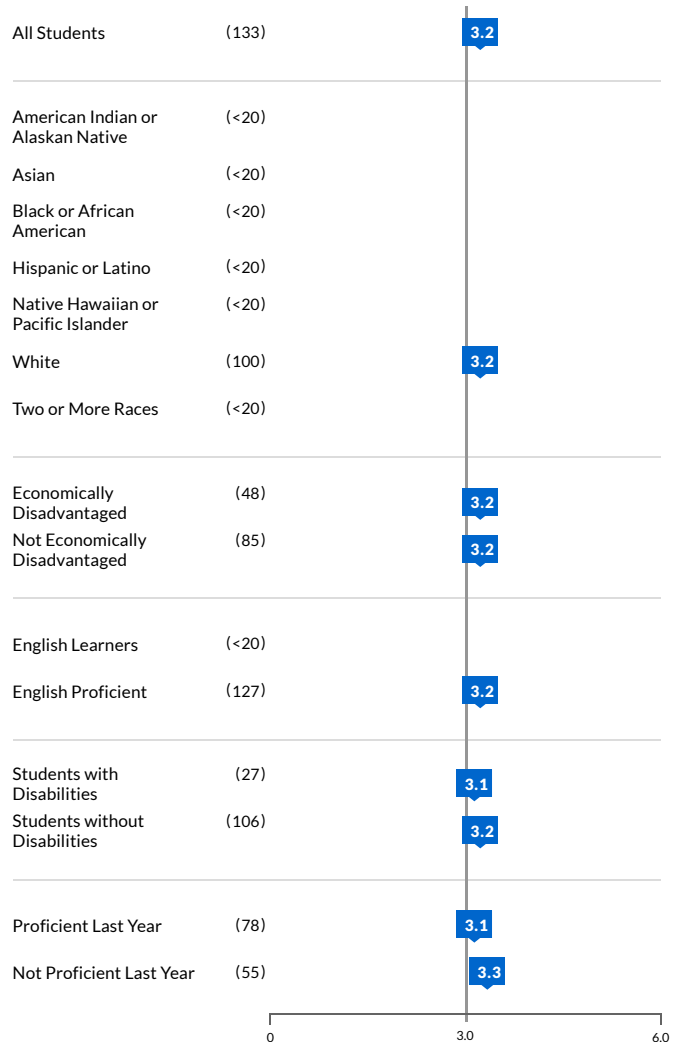 All Students (133) 3.2
American Indian or (<20)
Alaskan Native
Asian (<20)
Black or African (<20)
American
Hispanic or Latino (<20)
Native Hawaiian or (<20)
Pacific Islander
White (100) 3.2
Two or More Races (<20)
Economically (48) 3.2
Disadvantaged
Not Economically (85) 3.2
Disadvantaged
English Learners (<20)
English Proficient (127) 3.2
Students with (27) 3.1
Disabilities
Students without (106) 3.2
Disabilities
Proficient Last Year (78) 3.1
Not Proficient Last Year (55) 3.3
0 3.0 6.0